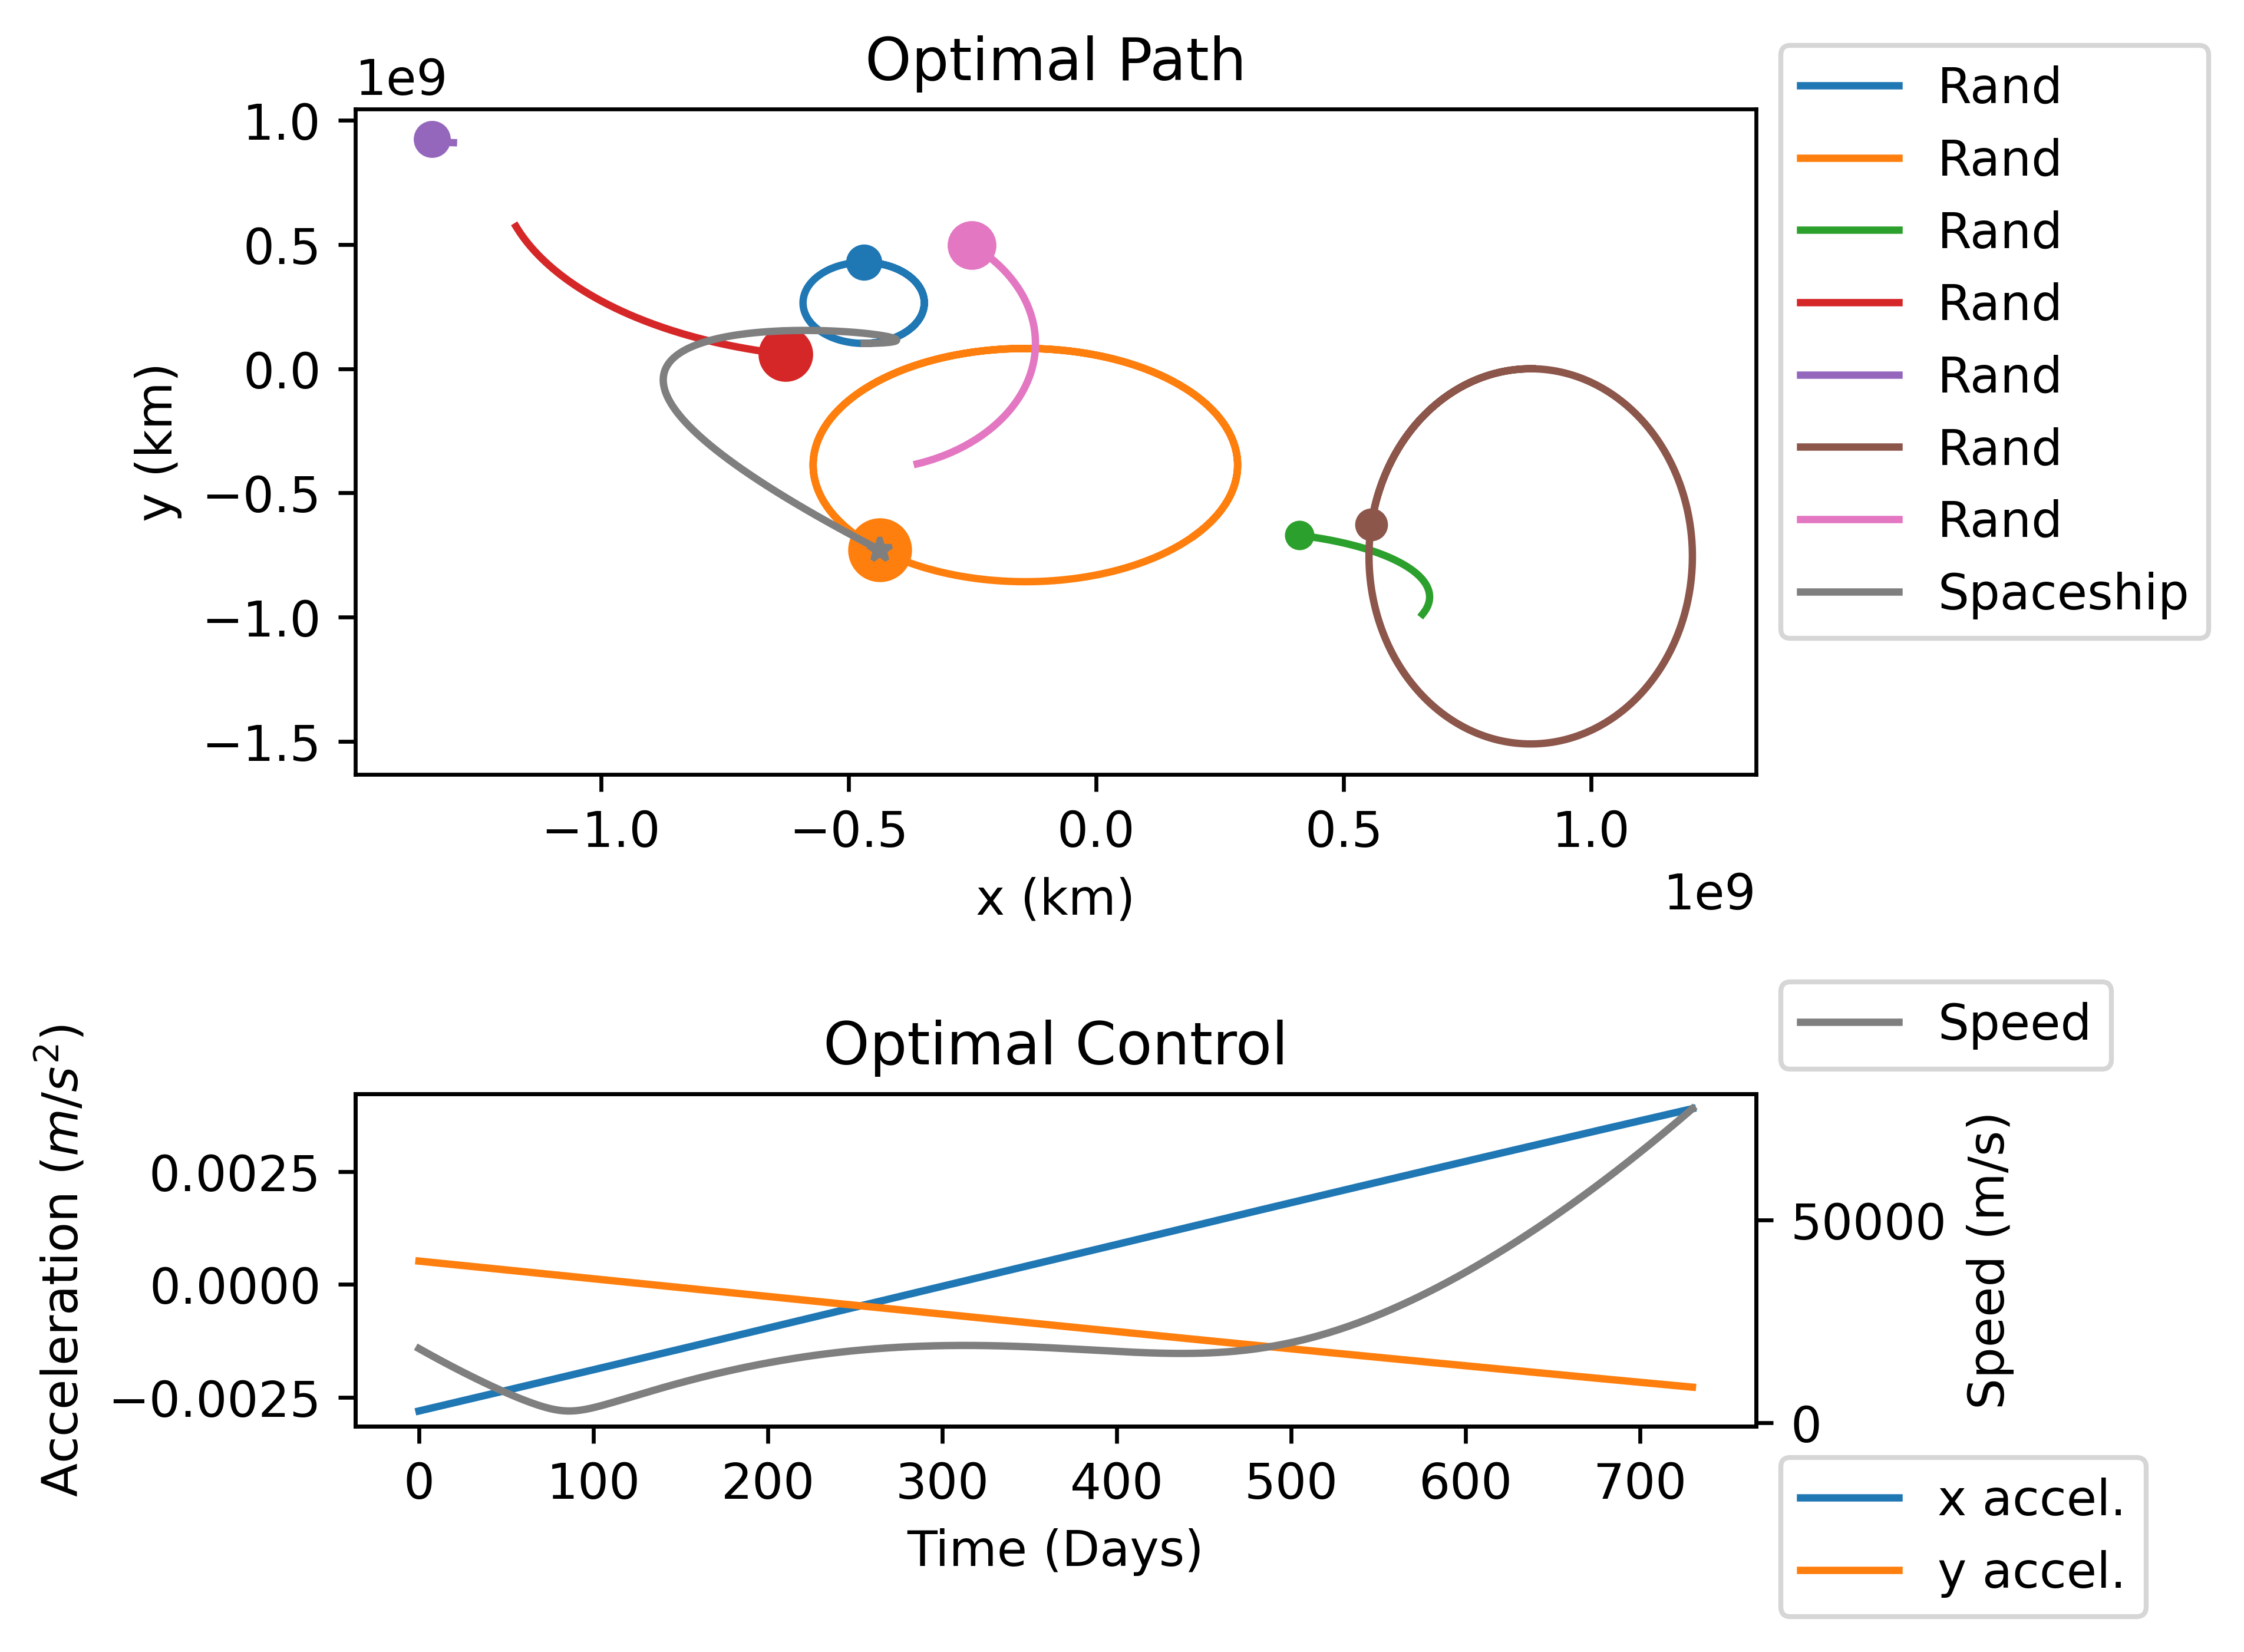 Optimal Path
1e9
1.0
0.5
0.0
−0.5
−1.0
−1.5
y (km)
−1.0 −0.5 0.0 0.5 1.0
x (km)
1e9
Rand
Rand
Rand
Rand
Rand
Rand
Rand
Spaceship
Optimal Control
Speed
Acceleration (m/s²)
0.0025
0.0000
−0.0025
0 100 200 300 400 500 600 700
Time (Days)
50000
0
Speed (m/s)
x accel.
y accel.